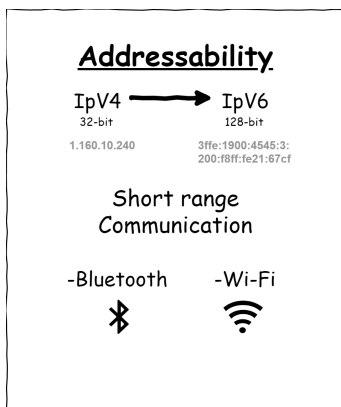 Addressability
IpV4 IpV6
32-bit 128-bit
1.160.10.240 3ffe:1900:4545:3:
200:f8ff:fe21:67cf
Short range
Communication
-Bluetooth -Wi-Fi